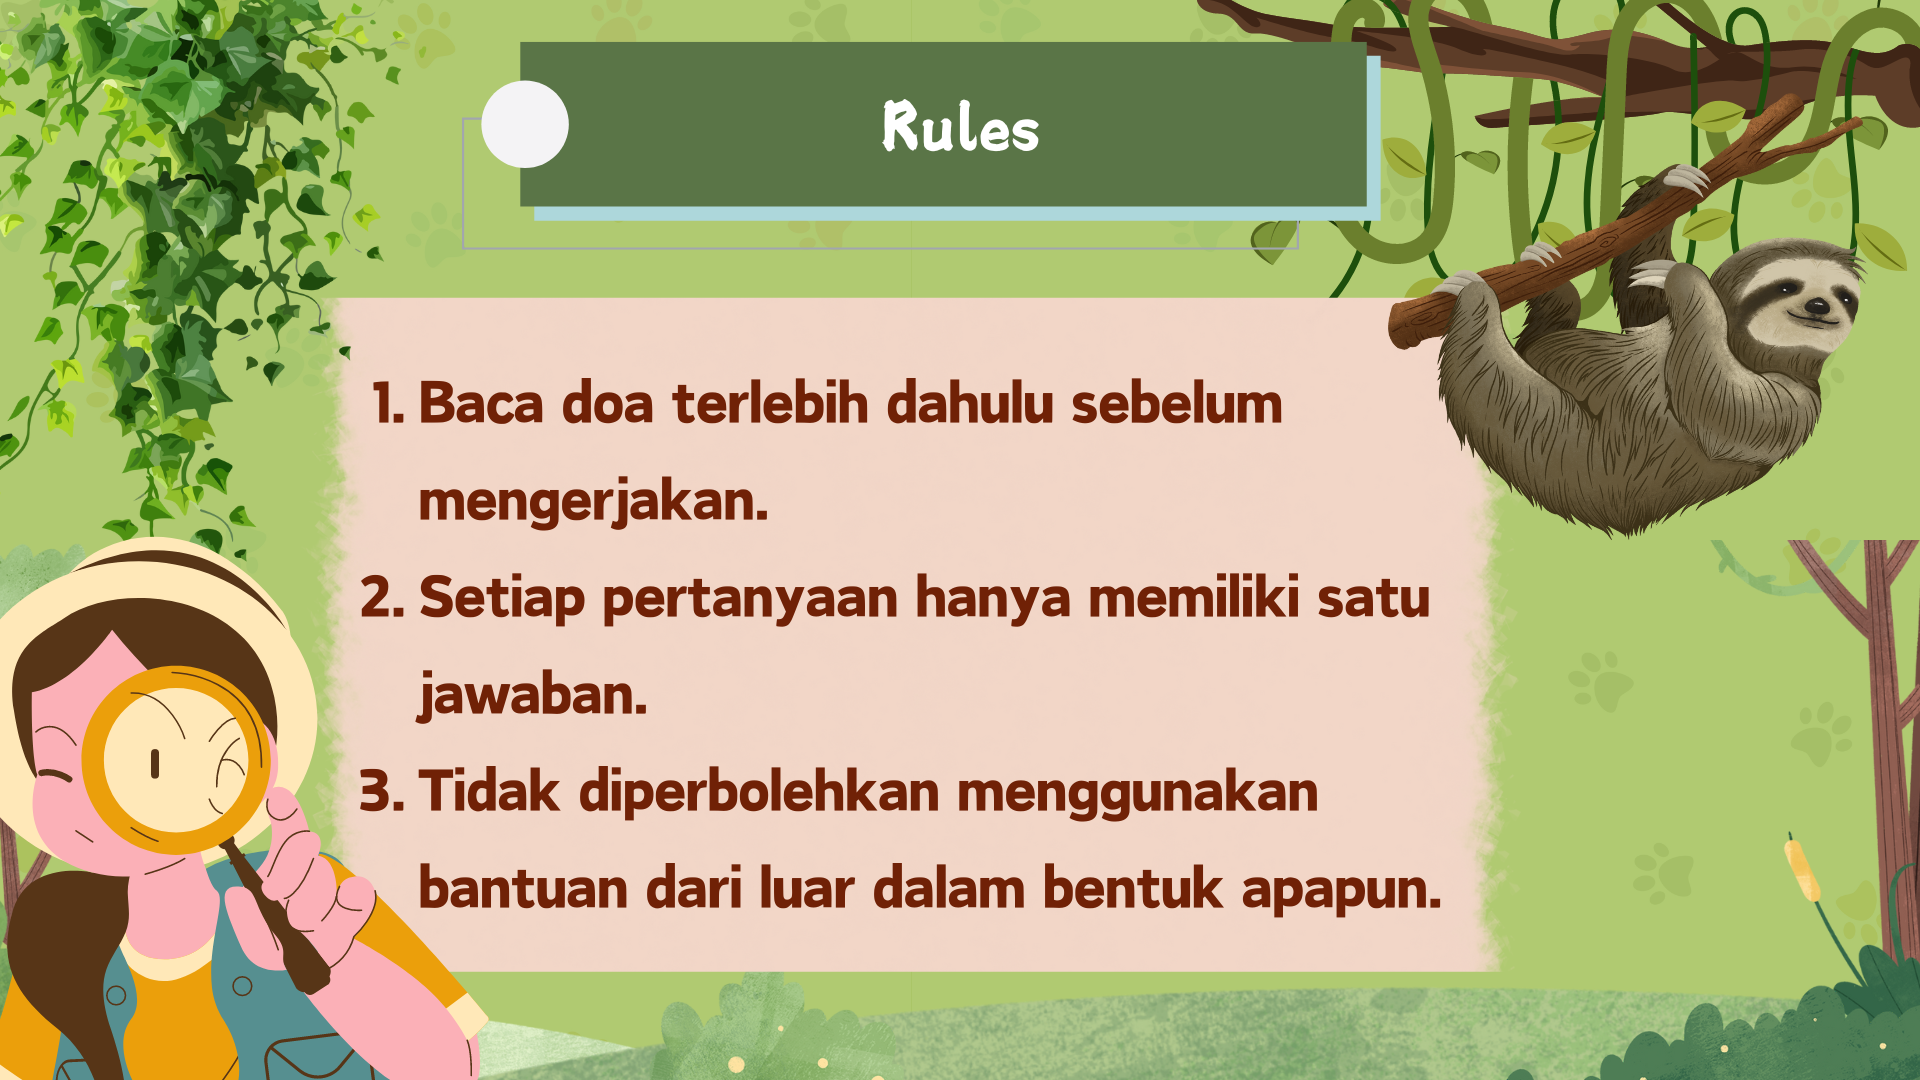 Rules
1. Baca doa terlebih dahulu sebelum
mengerjakan.
2. Setiap pertanyaan hanya memiliki satu
jawaban.
3. Tidak diperbolehkan menggunakan
bantuan dari luar dalam bentuk apapun.